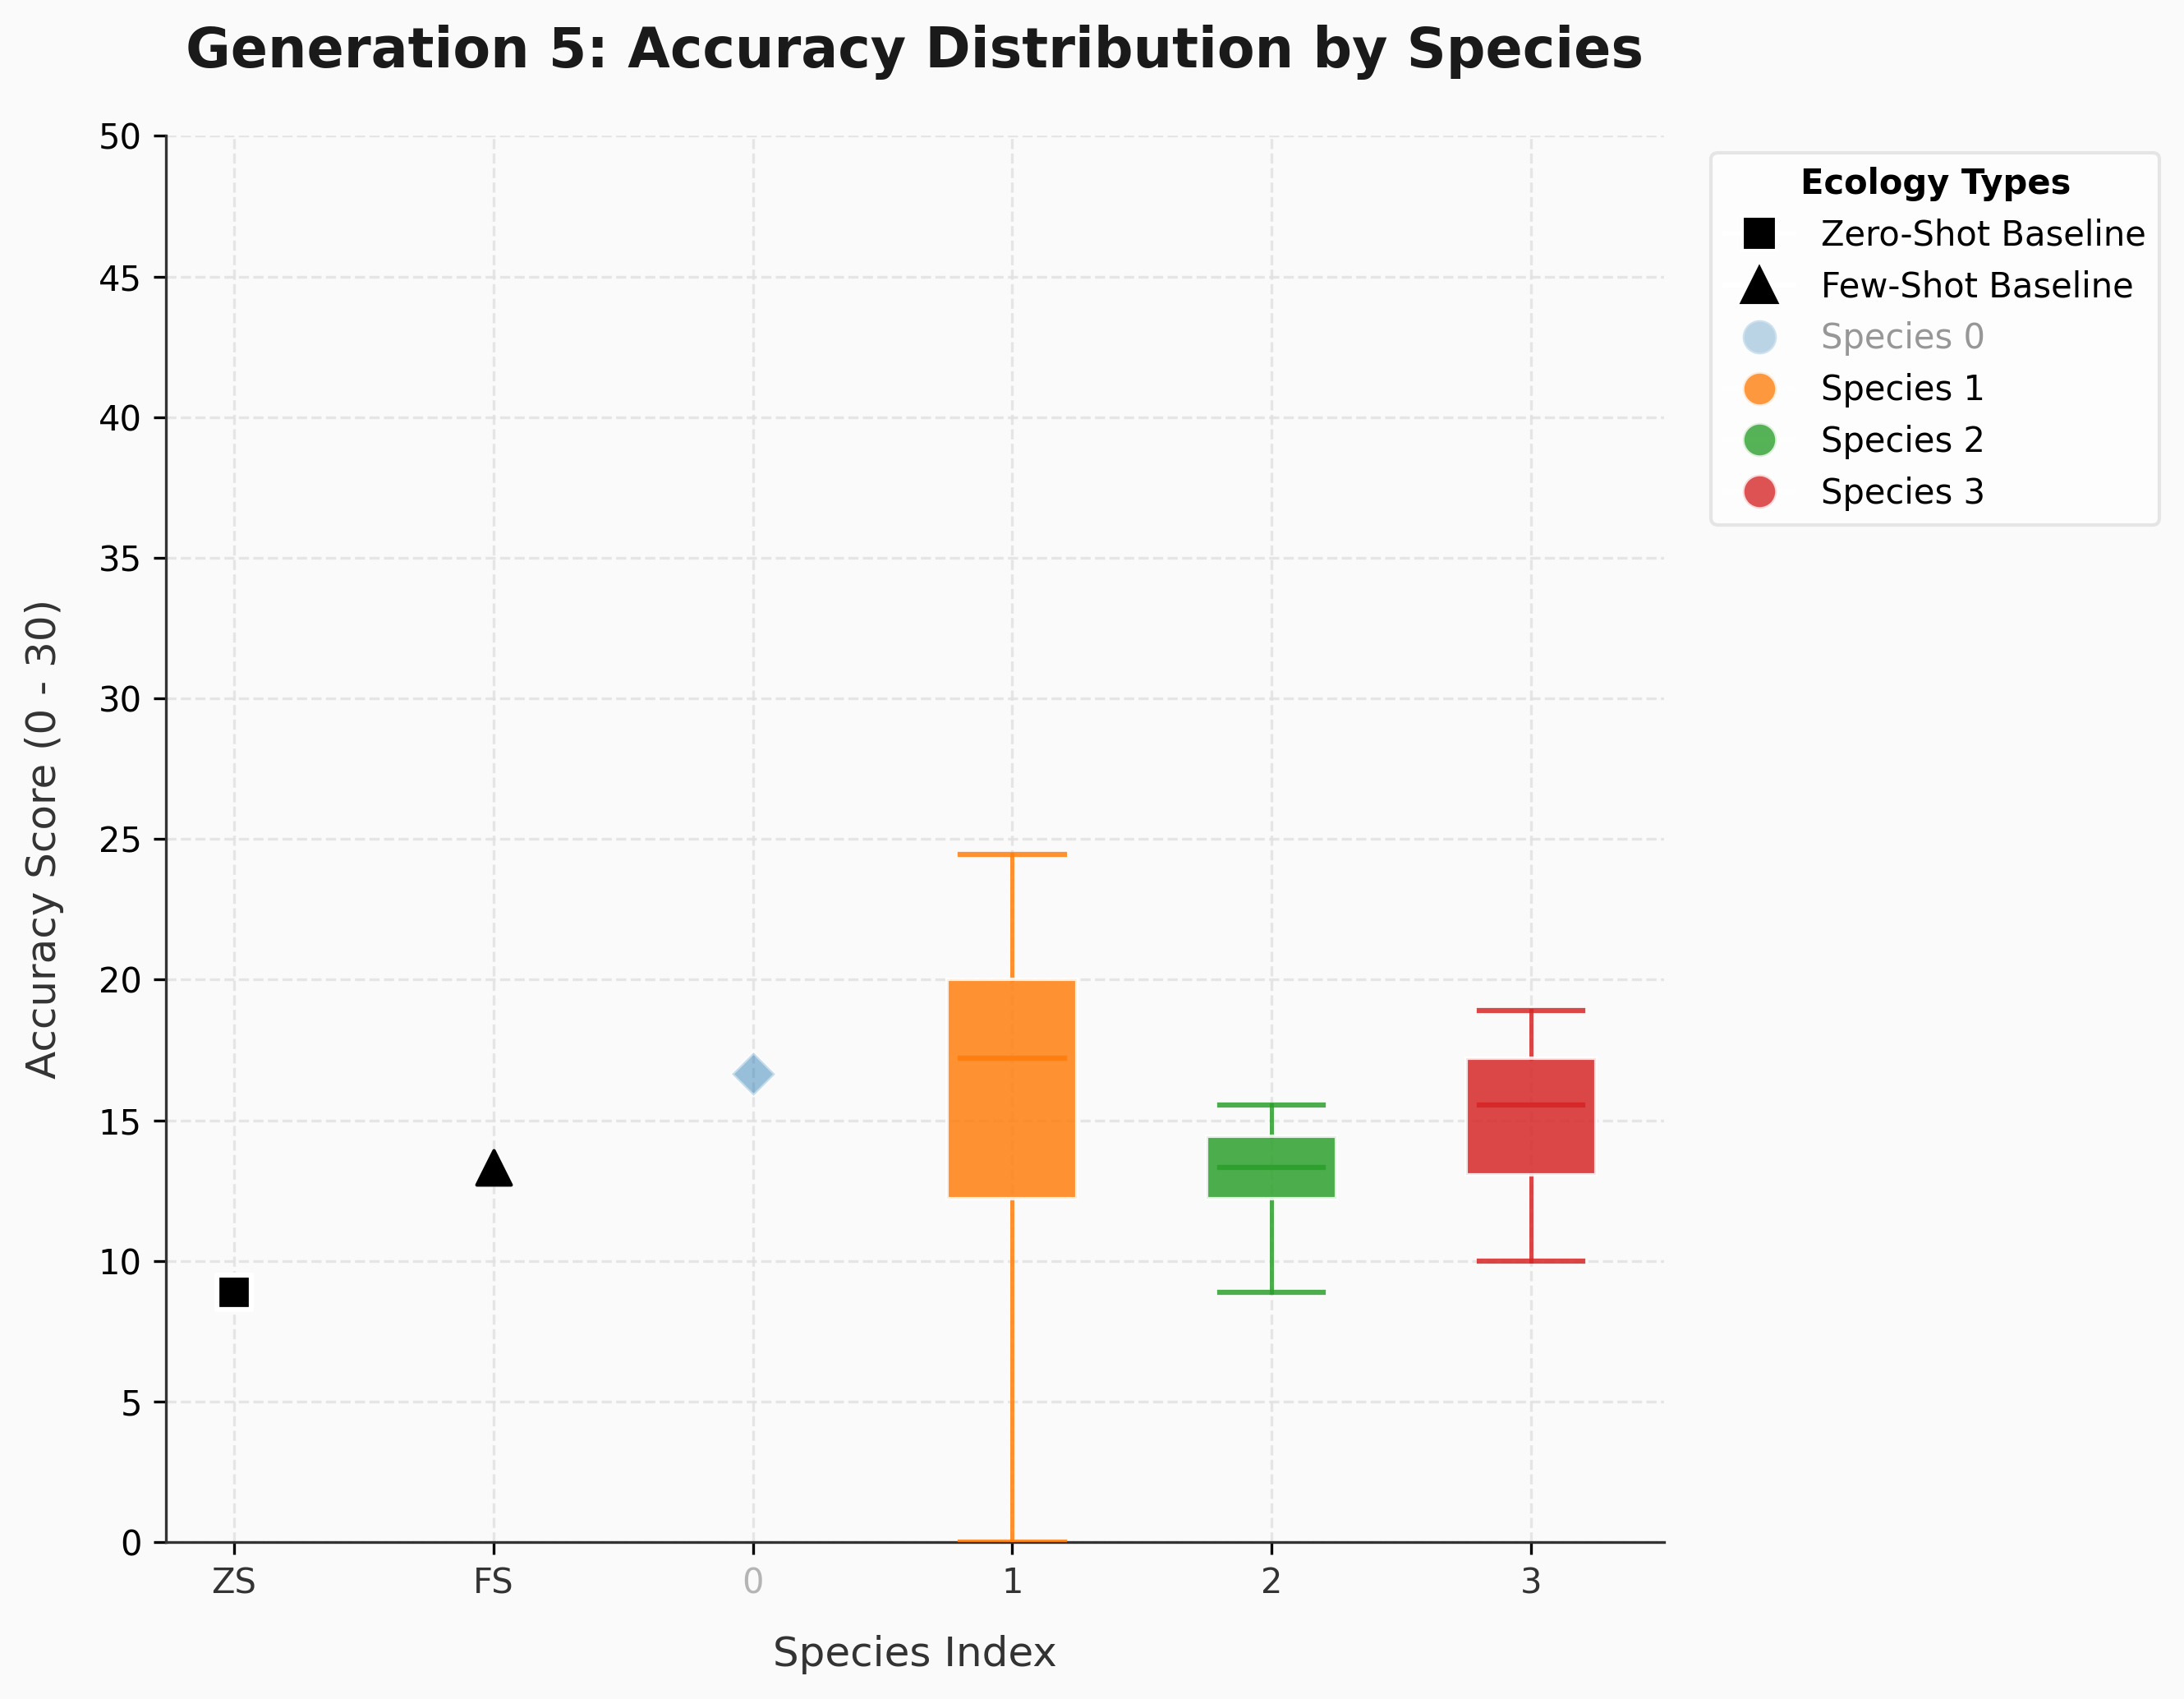 Generation 5: Accuracy Distribution by Species
Accuracy Score (0 - 30)
50
45
40
35
30
25
20
15
10
5
0
ZS
FS
0
1
2
3
Species Index
Ecology Types
Zero-Shot Baseline
Few-Shot Baseline
Species 0
Species 1
Species 2
Species 3